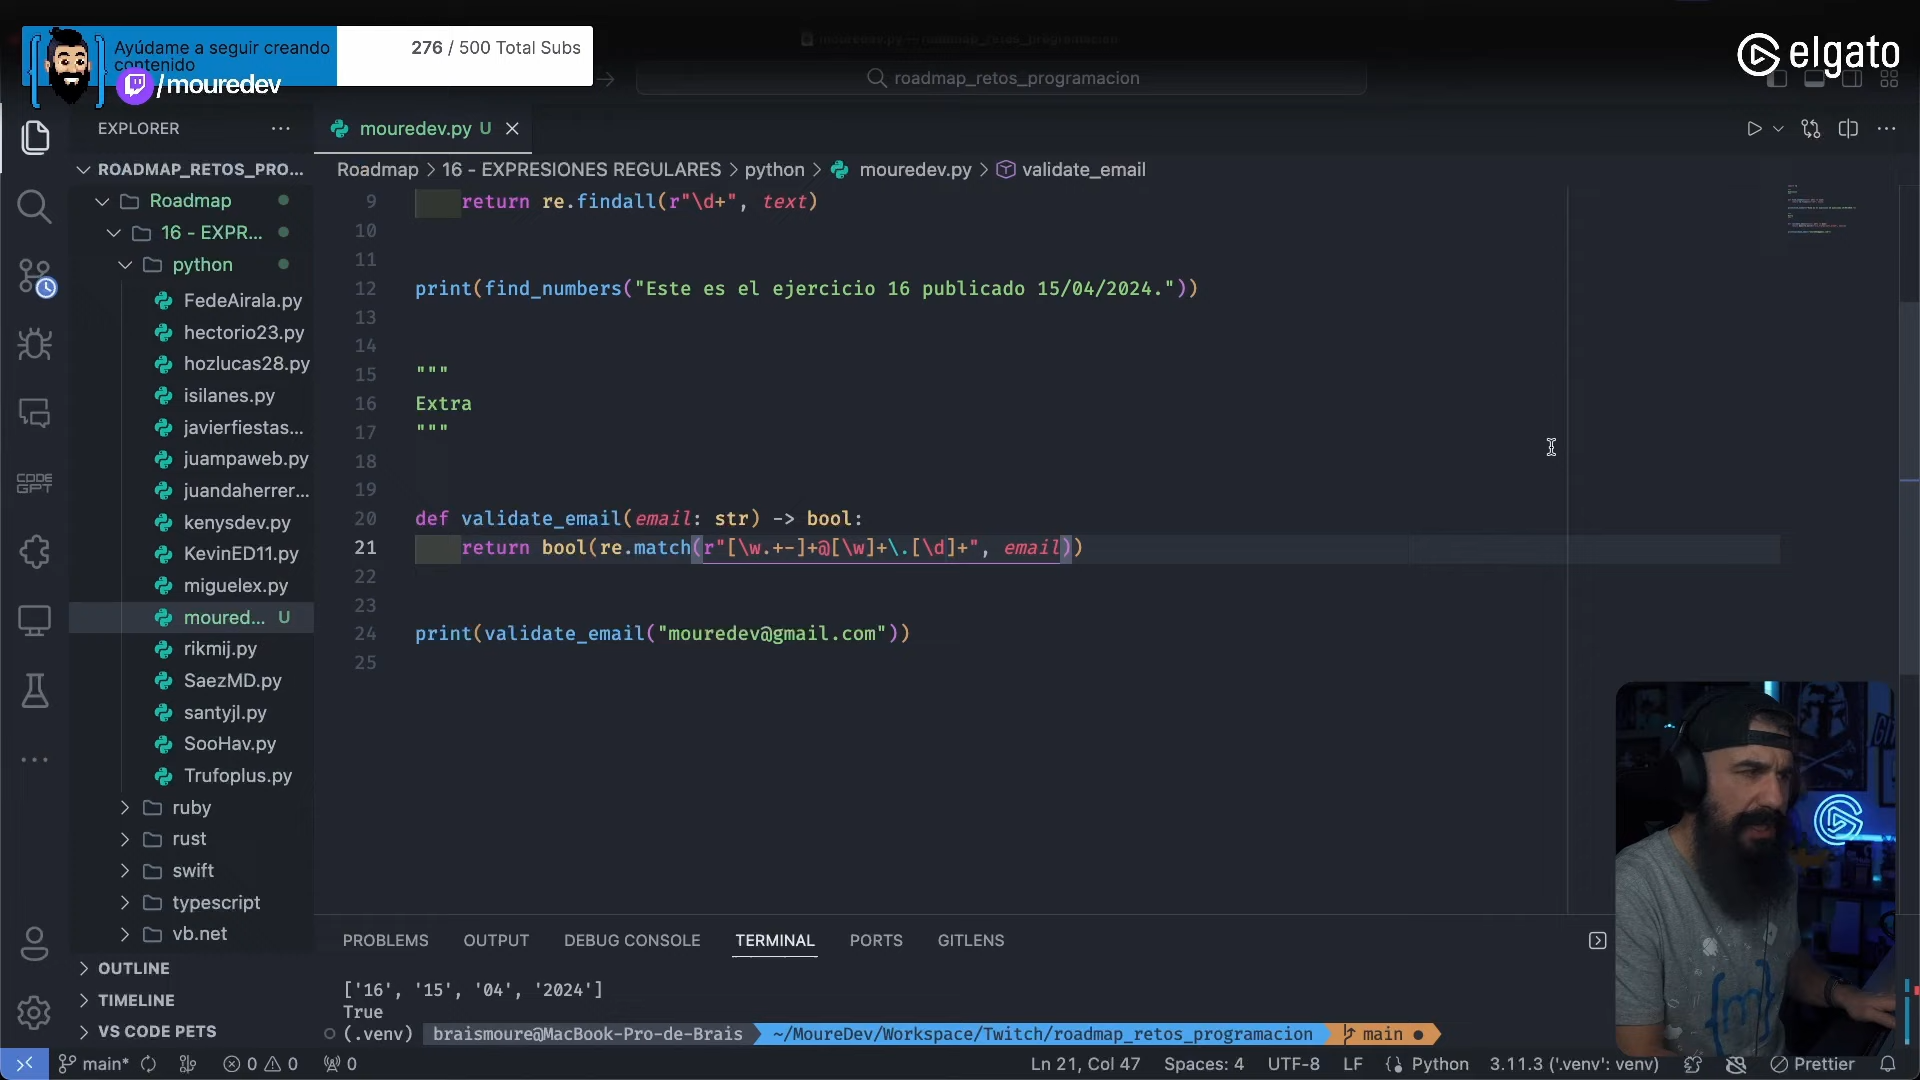 Ayúdame a seguir creando
contenido
/mouredev
276 / 500 Total Subs
roadmap_retos_programacion
elgato
EXPLORER
mouredev.py U
ROADMAP_RETOS_PRO...
Roadmap > 16 - EXPRESIONES REGULARES > python > mouredev.py > validate_email
Roadmap
16 - EXPR...
python
FedeAirala.py
hectorio23.py
hozlucas28.py
isilanes.py
javierfiestas...
juampaweb.py
juandaherrer...
kenysdev.py
KevinED11.py
miguelex.py
moured... U
rikmij.py
SaezMD.py
santyjl.py
SooHav.py
Trufoplus.py
ruby
rust
swift
typescript
vb.net
OUTLINE
TIMELINE
VS CODE PETS
CODE
GPT
9 return re.findall(r"\d+", text)
10
11
12 print(find_numbers("Este es el ejercicio 16 publicado 15/04/2024."))
13
14
15 """
16 Extra
17 """
18
19
20 def validate_email(email: str) -> bool:
21 return bool(re.match(r"[\w.+-]+@[\w]+\.[\d]+", email))
22
23
24 print(validate_email("mouredev@gmail.com"))
25
PROBLEMS OUTPUT DEBUG CONSOLE TERMINAL PORTS GITLENS
['16', '15', '04', '2024']
True
(.venv) braismoure@MacBook-Pro-de-Brais ~/MoureDev/Workspace/Twitch/roadmap_retos_programacion main
main* 0 0 0 Ln 21, Col 47 Spaces: 4 UTF-8 LF Python 3.11.3 ('.venv': venv) Prettier